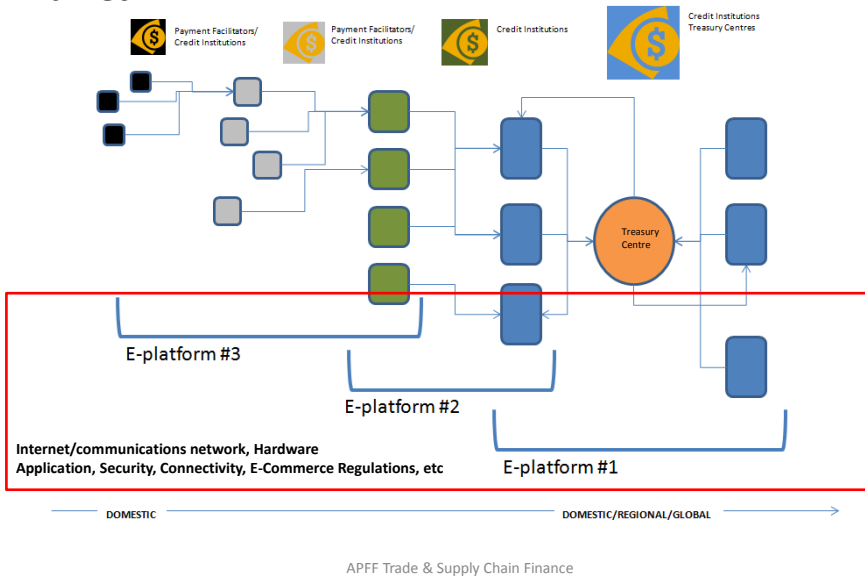 Payment Facilitators/
Credit Institutions
Payment Facilitators/
Credit Institutions
Credit Institutions
Credit Institutions
Treasury Centres
$
$
$
$
Treasury
Centre
E-platform #3
E-platform #2
E-platform #1
Internet/communications network, Hardware
Application, Security, Connectivity, E-Commerce Regulations, etc
DOMESTIC
DOMESTIC/REGIONAL/GLOBAL
APFF Trade & Supply Chain Finance